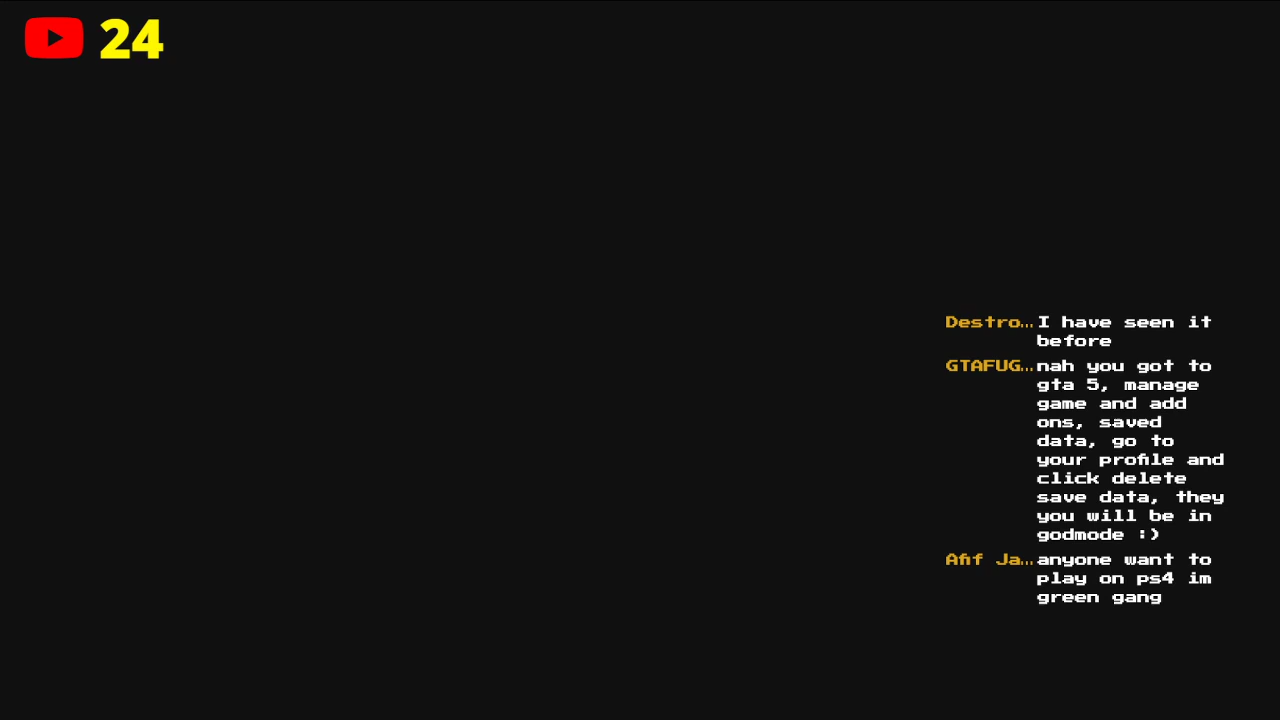 24
Destro... I have seen it
before
GTAFUG... nah you got to
gta 5, manage
game and add
ons, saved
data, go to
your profile and
click delete
save data, they
you will be in
godmode :)
Afif Ja... anyone want to
play on ps4 im
green gang